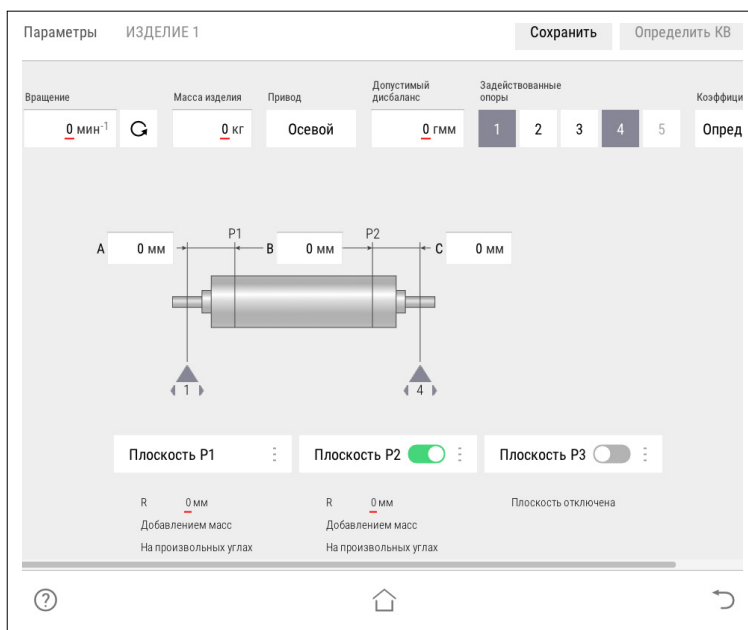 Параметры ИЗДЕЛИЕ 1 Сохранить Определить КВ
Вращение Масса изделия Привод Допустимый дисбаланс Задействованные опоры
0 мин-1 0 кг Осевой 0 гмм 1 2 3 4 5 Опред
P1 P2
A 0 мм B 0 мм C 0 мм
1 4
Плоскость P1 Плоскость P2 Плоскость P3
R 0 мм R 0 мм Плоскость отключена
Добавлением масс Добавлением масс
На произвольных углах На произвольных углах
?